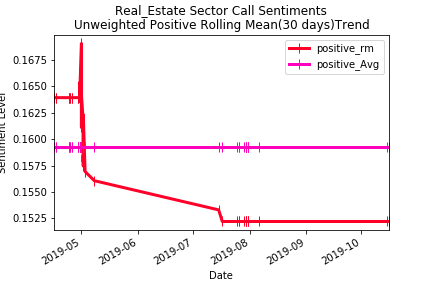 Real_Estate Sector Call Sentiments
Unweighted Positive Rolling Mean(30 days)Trend
positive_rm
positive_Avg
Sentiment Level
0.1675
0.1650
0.1625
0.1600
0.1575
0.1550
0.1525
2019-05
2019-06
2019-07
2019-08
2019-09
2019-10
Date